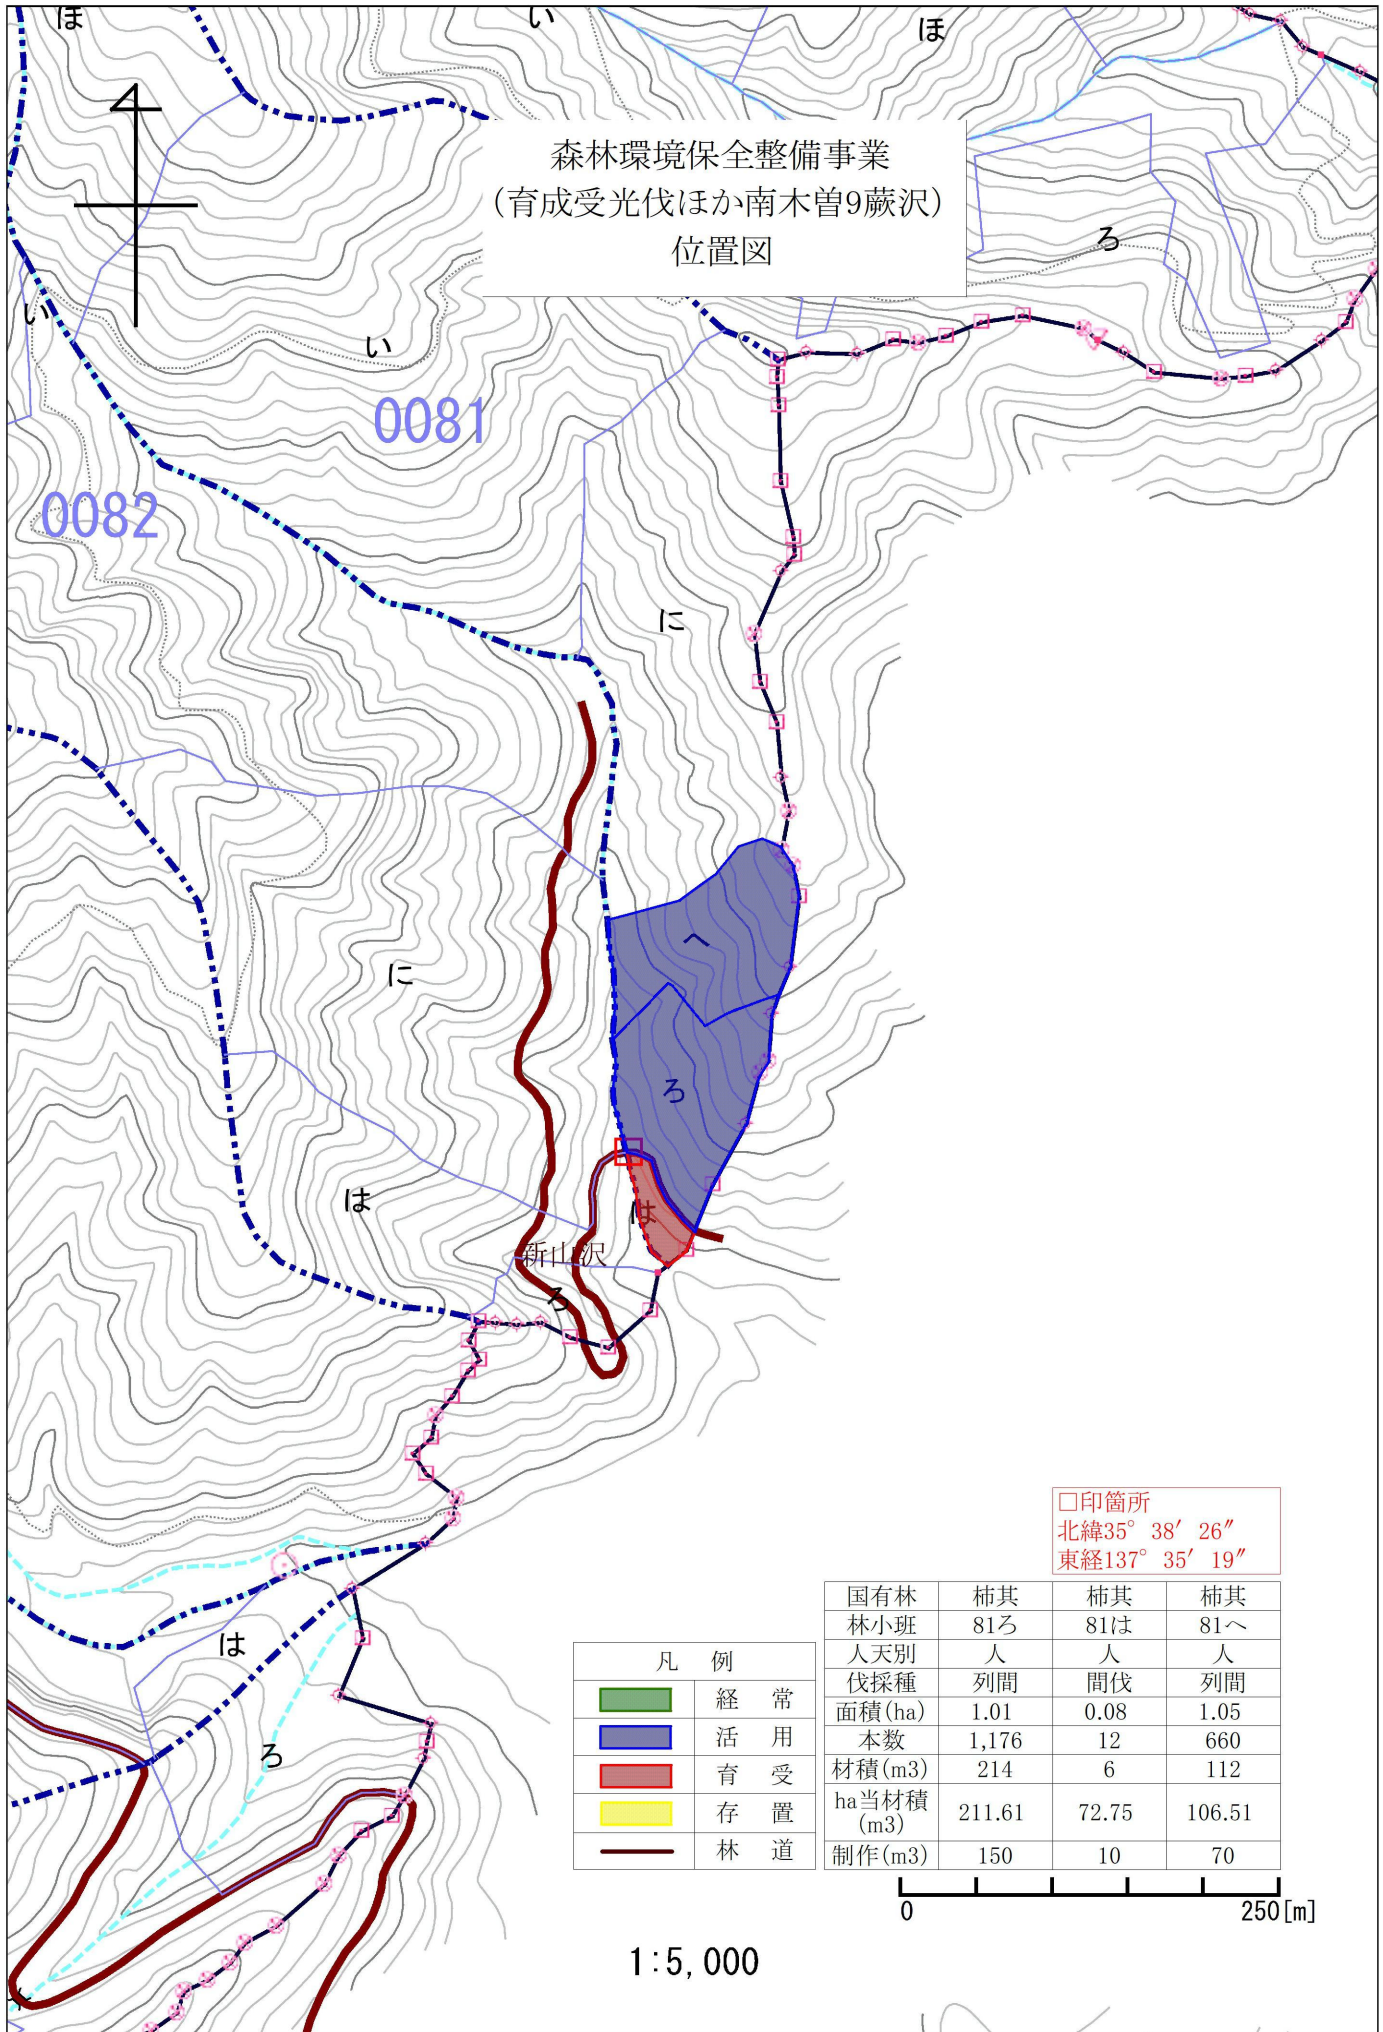 ほ
い
ほ
森林環境保全整備事業
(育成受光伐ほか南木曽9蕨沢)
位置図
ろ
い
い
0081
0082
に
へ
に
ろ
は
は
新山沢
ろ
□印箇所
北緯35° 38′ 26″
東経137° 35′ 19″
国有林 柿其 柿其 柿其
林小班 81ろ 81は 81へ
人天別 人 人 人
伐採種 列間 間伐 列間
面積(ha) 1.01 0.08 1.05
本数 1,176 12 660
材積(m3) 214 6 112
ha当材積
(m3) 211.61 72.75 106.51
制作(m3) 150 10 70
は
凡 例
経 常
活 用
育 受
存 置
林 道
ろ
0 250[m]
1:5,000